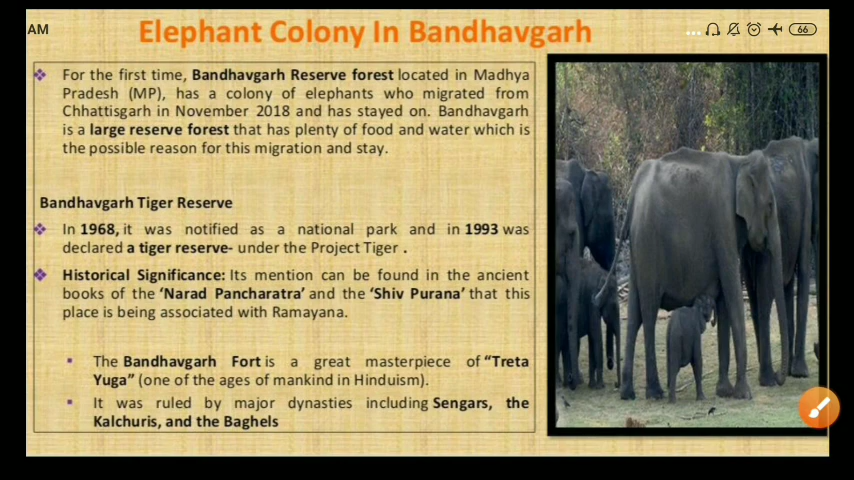 AM
Elephant Colony In Bandhavgarh
66
For the first time, Bandhavgarh Reserve forest located in Madhya
Pradesh (MP), has a colony of elephants who migrated from
Chhattisgarh in November 2018 and has stayed on. Bandhavgarh
is a large reserve forest that has plenty of food and water which is
the possible reason for this migration and stay.
Bandhavgarh Tiger Reserve
In 1968, it was notified as a national park and in 1993 was
declared a tiger reserve- under the Project Tiger .
Historical Significance: Its mention can be found in the ancient
books of the ‘Narad Pancharatra’ and the ‘Shiv Purana’ that this
place is being associated with Ramayana.
The Bandhavgarh Fort is a great masterpiece of “Treta
Yuga” (one of the ages of mankind in Hinduism).
It was ruled by major dynasties including Sengars, the
Kalchuris, and the Baghels